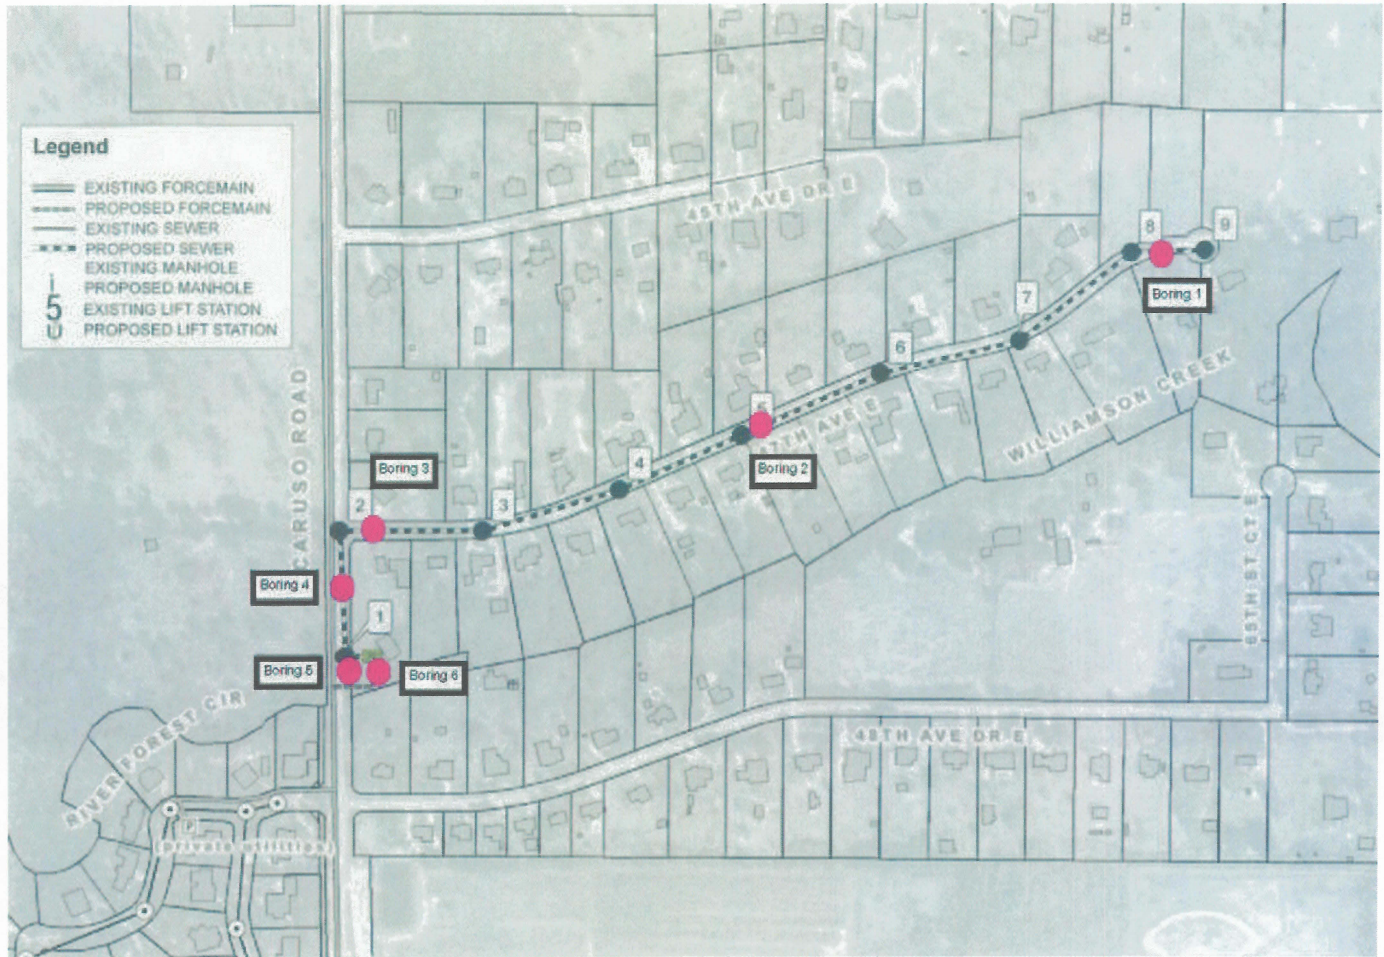 Legend
EXISTING FORCEMAIN
PROPOSED FORCEMAIN
EXISTING SEWER
PROPOSED SEWER
EXISTING MANHOLE
PROPOSED MANHOLE
5 EXISTING LIFT STATION
U PROPOSED LIFT STATION
45TH AVE DR E
8
9
Boring 1
7
6
WILLIAMSON CREEK
5
47TH AVE E
Boring 2
4
3
Boring 3
2
CARUSO ROAD
Boring 4
1
Boring 5
Boring 6
65TH ST CT E
RIVER FOREST CIR
48TH AVE DR E
P
(private utility)